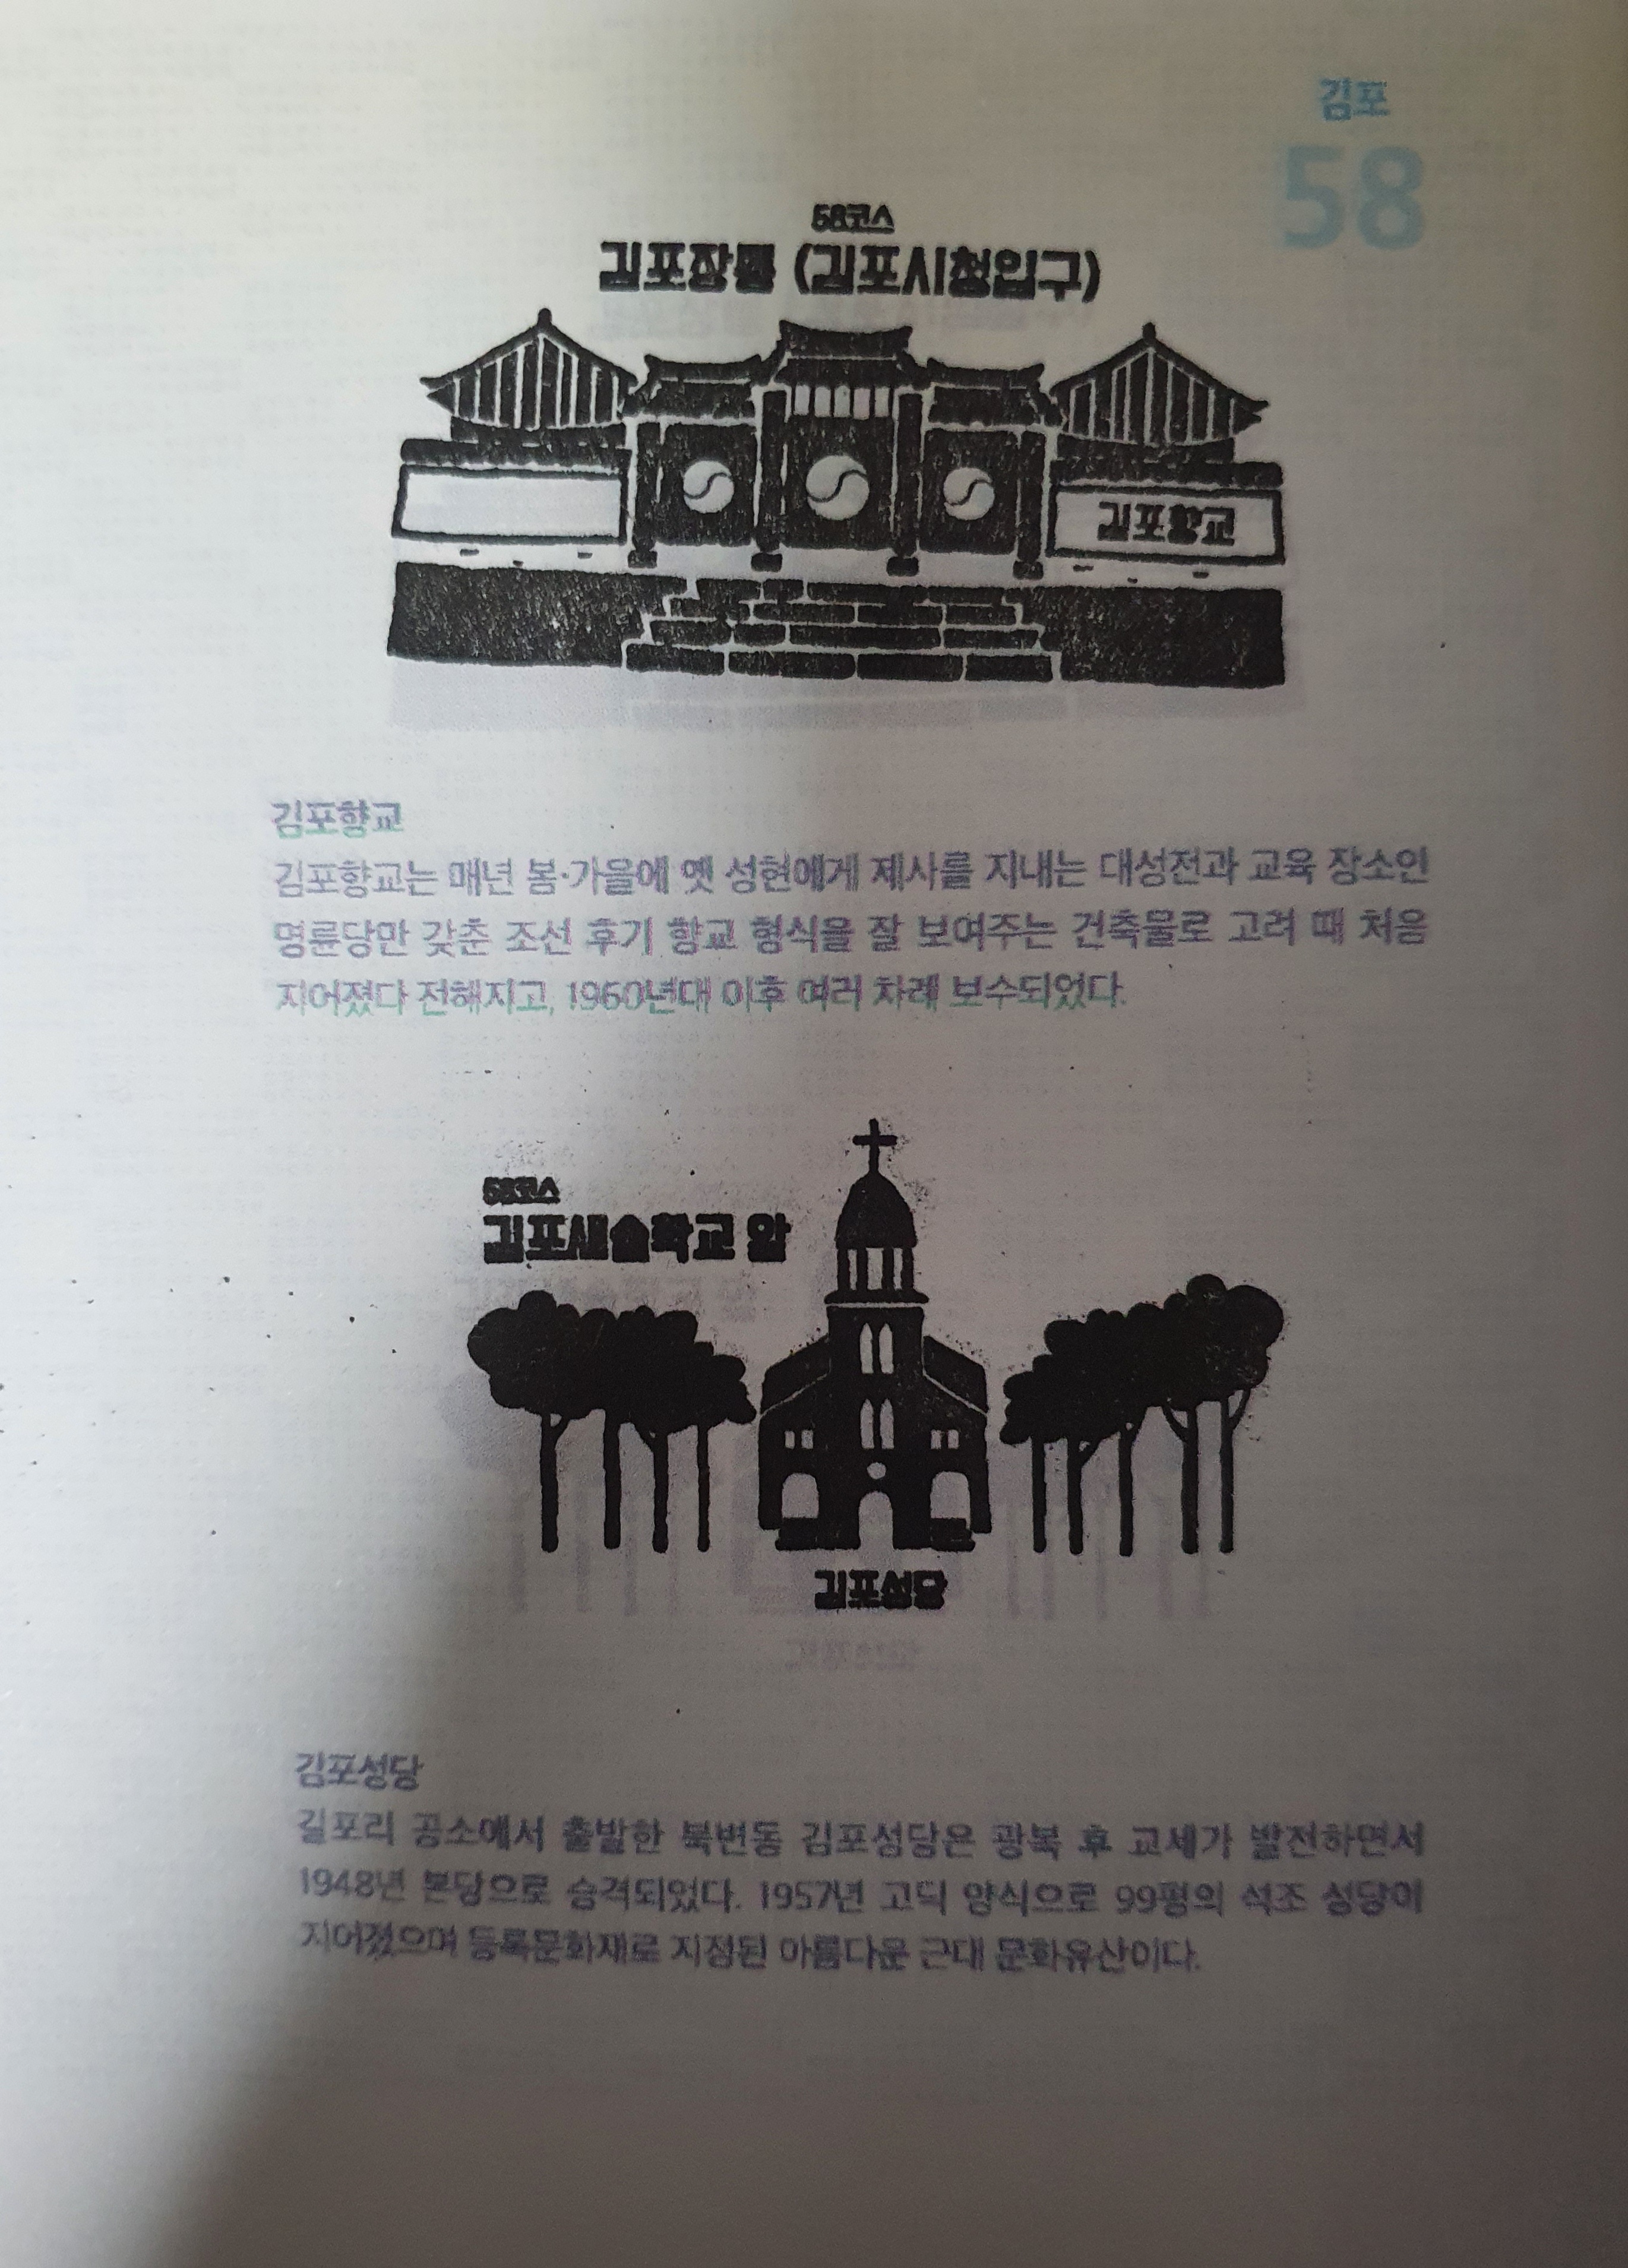 김포
58
58코스
김포장릉 (김포시청입구)
김포향교
김포향교
김포향교는 매년 봄·가을에 옛 성현에게 제사를 지내는 대성전과 교육 장소인
명륜당만 갖춘 조선 후기 향교 형식을 잘 보여주는 건축물로 고려 때 처음
지어졌다 전해지고, 1960년대 이후 여러 차례 보수되었다.
58코스
김포새솔학교 앞
김포성당
김포성당
걸포리 공소에서 출발한 북변동 김포성당은 광복 후 교세가 발전하면서
1948년 본당으로 승격되었다. 1957년 고딕 양식으로 99평의 석조 성당이
지어졌으며 등록문화재로 지정된 아름다운 근대 문화유산이다.